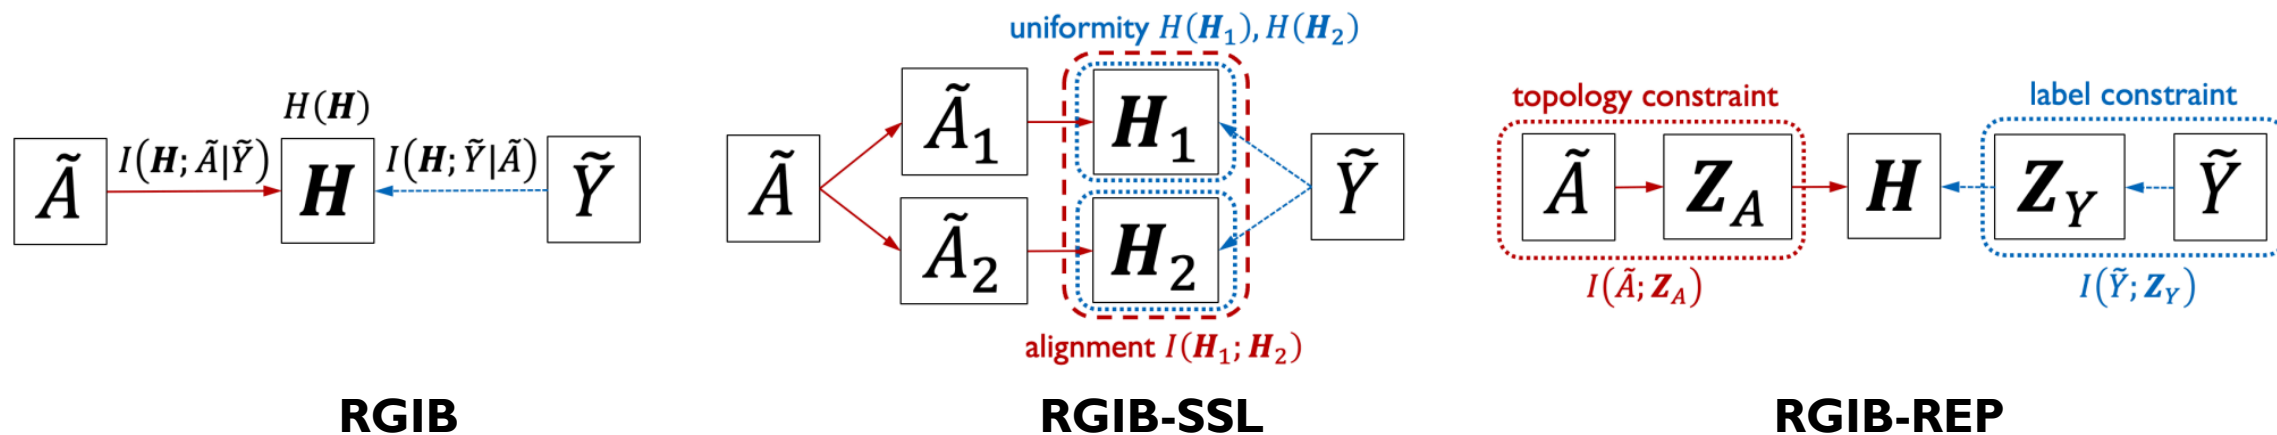 H(𝑯)
Ã I(𝑯; Ã|Ỹ) 𝑯 I(𝑯; Ỹ|Ã) Ỹ
RGIB
uniformity H(𝑯₁), H(𝑯₂)
Ã₁ 𝑯₁
Ã Ỹ
Ã₂ 𝑯₂
alignment I(𝑯₁; 𝑯₂)
RGIB-SSL
topology constraint label constraint
Ã 𝒁_A 𝑯 𝒁_Y Ỹ
I(Ã; 𝒁_A) I(Ỹ; 𝒁_Y)
RGIB-REP